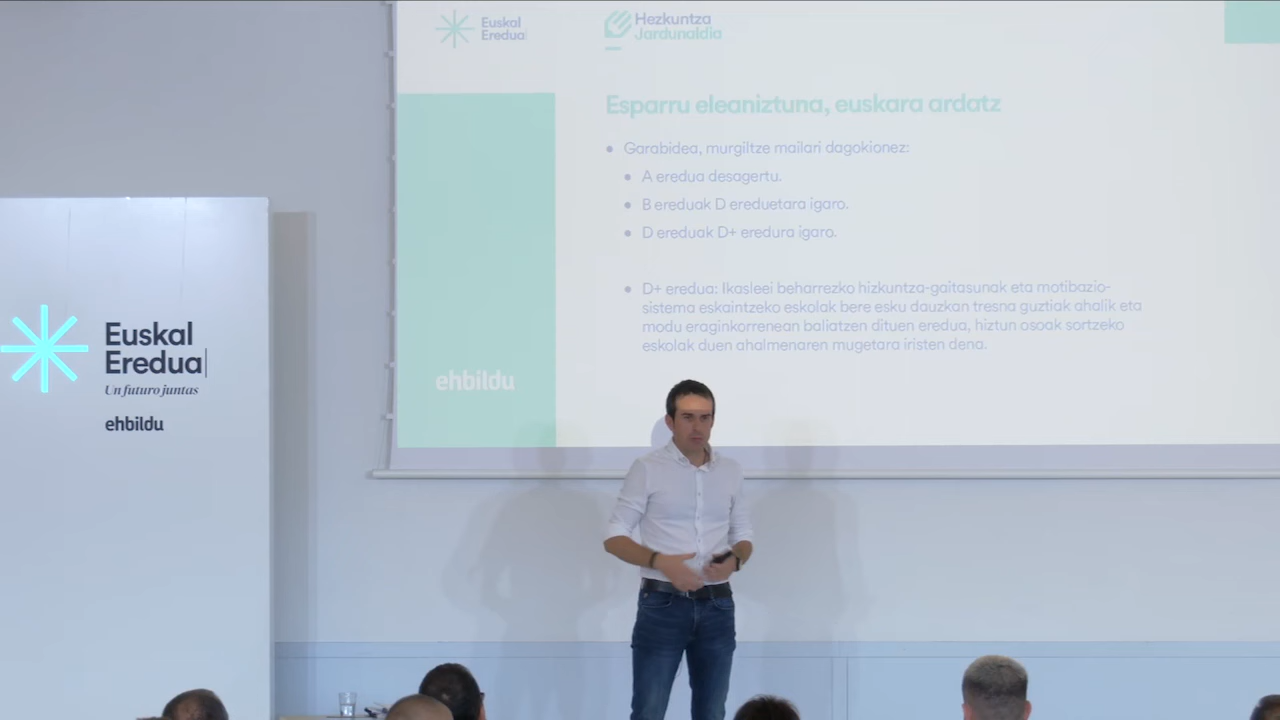 Euskal
Eredua
Hezkuntza
Jardunaldia
Esparru eleaniztuna, euskara ardatz
• Garabidea, murgiltze mailari dagokionez:
• A eredua desagertu.
• B ereduak D ereduetara igaro.
• D ereduak D+ eredura igaro.
• D+ eredua: Ikasleei beharrezko hizkuntza-gaitasunak eta motibazio-
sistema eskaintzeko eskolak bere esku dauzkan tresna guztiak ahalik eta
modu eraginkorrenean baliatzen dituen eredua, hiztun osoak sortzeko
eskolak duen ahalmenaren mugetara iristen dena.
ehbildu
Euskal
Eredua
Un futuro juntas
ehbildu